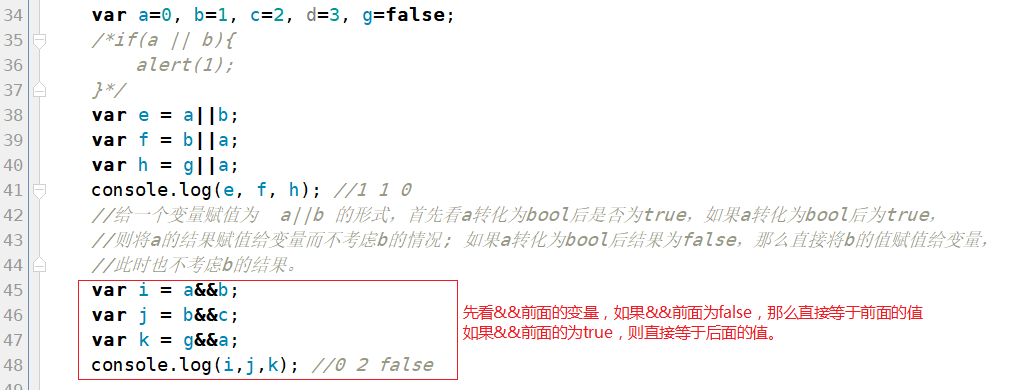 34 var a=0, b=1, c=2, d=3, g=false;
35 /*if(a || b){
36 alert(1);
37 }*/
38 var e = a||b;
39 var f = b||a;
40 var h = g||a;
41 console.log(e, f, h); //1 1 0
42 //给一个变量赋值为 a||b 的形式，首先看a转化为bool后是否为true，如果a转化为bool后为true，
43 //则将a的结果赋值给变量而不考虑b的情况；如果a转化为bool后结果为false，那么直接将b的值赋值给变量，
44 //此时也不考虑b的结果。
45 var i = a&&b;
46 var j = b&&c;
47 var k = g&&a;
48 console.log(i,j,k); //0 2 false
先看&&前面的变量，如果&&前面为false，那么直接等于前面的值
如果&&前面的为true，则直接等于后面的值。